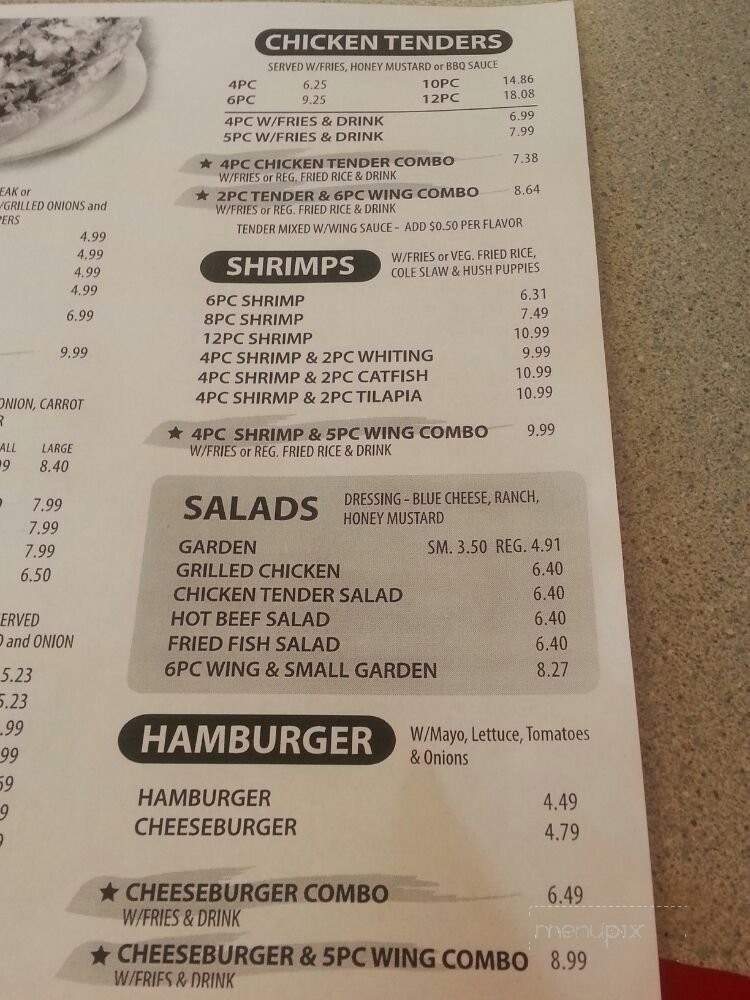 EAK or
/GRILLED ONIONS and
PERS
4.99
4.99
4.99
4.99
6.99
9.99
ONION, CARROT
R
ALL LARGE
99 8.40
7.99
7.99
7.99
6.50
ERVED
O and ONION
5.23
5.23
.99
99
69
9
CHICKEN TENDERS
SERVED W/FRIES, HONEY MUSTARD or BBQ SAUCE
4PC 6.25 10PC 14.86
6PC 9.25 12PC 18.08
4PC W/FRIES & DRINK 6.99
5PC W/FRIES & DRINK 7.99
★ 4PC CHICKEN TENDER COMBO 7.38
W/FRIES or REG. FRIED RICE & DRINK
★ 2PC TENDER & 6PC WING COMBO 8.64
W/FRIES or REG. FRIED RICE & DRINK
TENDER MIXED W/WING SAUCE - ADD $0.50 PER FLAVOR
SHRIMPS
W/FRIES or VEG. FRIED RICE,
COLE SLAW & HUSH PUPPIES
6PC SHRIMP 6.31
8PC SHRIMP 7.49
12PC SHRIMP 10.99
4PC SHRIMP & 2PC WHITING 9.99
4PC SHRIMP & 2PC CATFISH 10.99
4PC SHIRMP & 2PC TILAPIA 10.99
★ 4PC SHRIMP & 5PC WING COMBO 9.99
W/FRIES or REG. FRIED RICE & DRINK
SALADS
DRESSING - BLUE CHEESE, RANCH,
HONEY MUSTARD
GARDEN SM. 3.50 REG. 4.91
GRILLED CHICKEN 6.40
CHICKEN TENDER SALAD 6.40
HOT BEEF SALAD 6.40
FRIED FISH SALAD 6.40
6PC WING & SMALL GARDEN 8.27
HAMBURGER
W/Mayo, Lettuce, Tomatoes
& Onions
HAMBURGER 4.49
CHEESEBURGER 4.79
★ CHEESEBURGER COMBO 6.49
W/FRIES & DRINK
★ CHEESEBURGER & 5PC WING COMBO 8.99
W/FRIES & DRINK
menupix